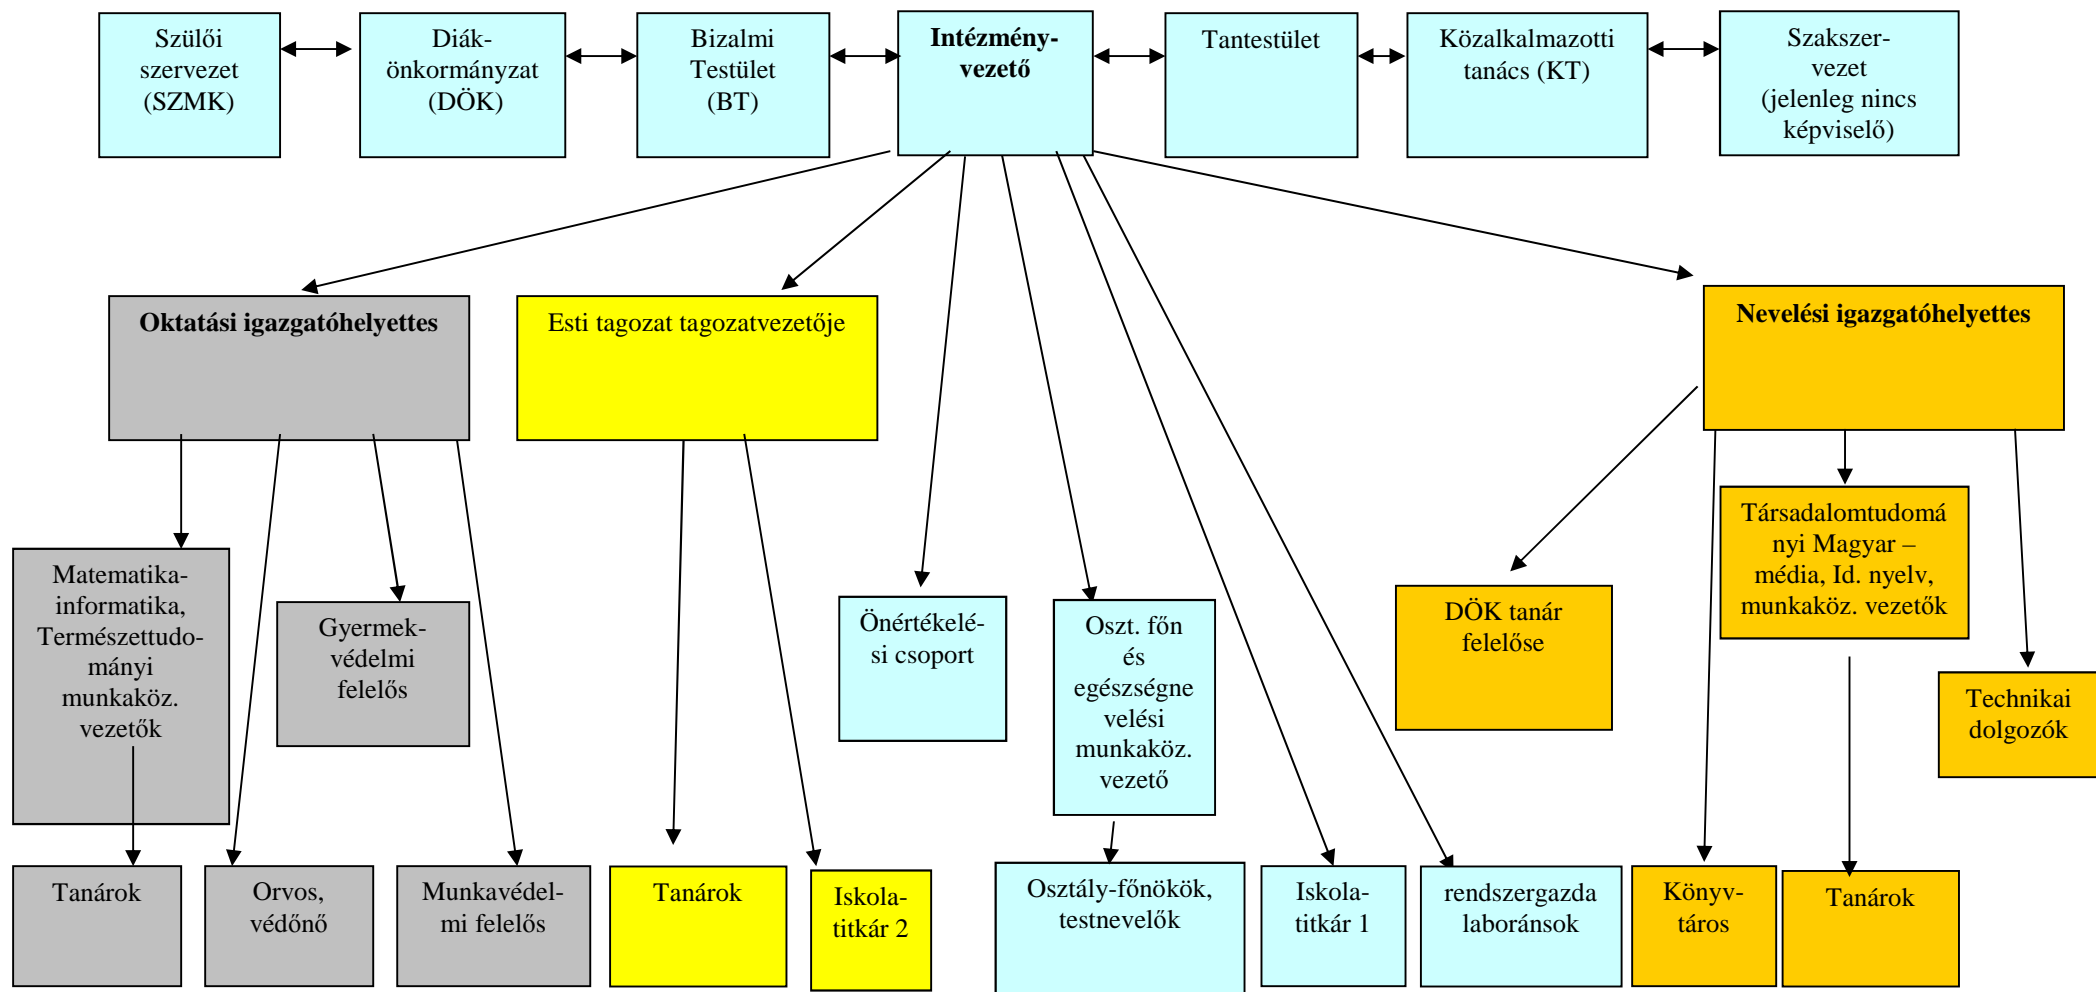 Szülői
szervezet
(SZMK)
Diák-
önkormányzat
(DÖK)
Bizalmi
Testület
(BT)
Intézmény-
vezető
Tantestület
Közalkalmazotti
tanács (KT)
Szakszer-
vezet
(jelenleg nincs
képviselő)
Oktatási igazgatóhelyettes
Esti tagozat tagozatvezetője
Nevelési igazgatóhelyettes
Matematika-
informatika,
Természettudo-
mányi
munkaköz.
vezetők
Gyermek-
védelmi
felelős
Önértékelé-
si csoport
Oszt. főn
és
egészségne
velési
munkaköz.
vezető
DÖK tanár
felelőse
Társadalomtudomá
nyi Magyar –
média, Id. nyelv,
munkaköz. vezetők
Technikai
dolgozók
Tanárok
Orvos,
védőnő
Munkavédel-
mi felelős
Tanárok
Iskola-
titkár 2
Osztály-főnökök,
testnevelők
Iskola-
titkár 1
rendszergazda
laboránsok
Könyv-
táros
Tanárok